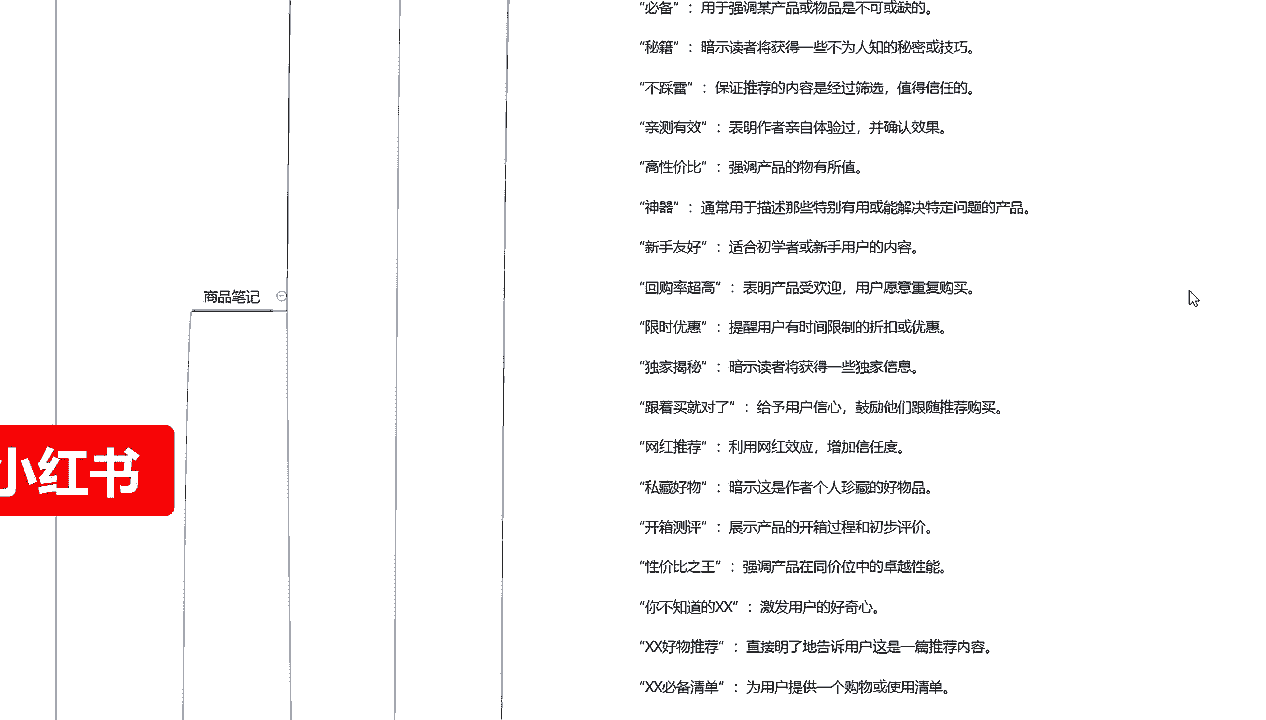 "必备"：用于强调某产品或物品是不可或缺的。
"秘籍"：暗示读者将获得一些不为人知的秘密或技巧。
"不踩雷"：保证推荐的内容是经过筛选，值得信任的。
"亲测有效"：表明作者亲自体验过，并确认效果。
"高性价比"：强调产品的物有所值。
"神器"：通常用于描述那些特别有用或能解决特定问题的产品。
"新手友好"：适合初学者或新手用户的内容。
"回购率超高"：表明产品受欢迎，用户愿意重复购买。
商品笔记
"限时优惠"：提醒用户有时间限制的折扣或优惠。
"独家揭秘"：暗示读者将获得一些独家信息。
"跟着买就对了"：给予用户信心，鼓励他们跟随推荐购买。
"网红推荐"：利用网红效应，增加信任度。
小红书
"私藏好物"：暗示这是作者个人珍藏的好物品。
"开箱测评"：展示产品的开箱过程和初步评价。
"性价比之王"：强调产品在同价位中的卓越性能。
"你不知道的XX"：激发用户的好奇心。
"XX好物推荐"：直接明了地告诉用户这是一篇推荐内容。
"XX必备清单"：为用户提供一个购物或使用清单。